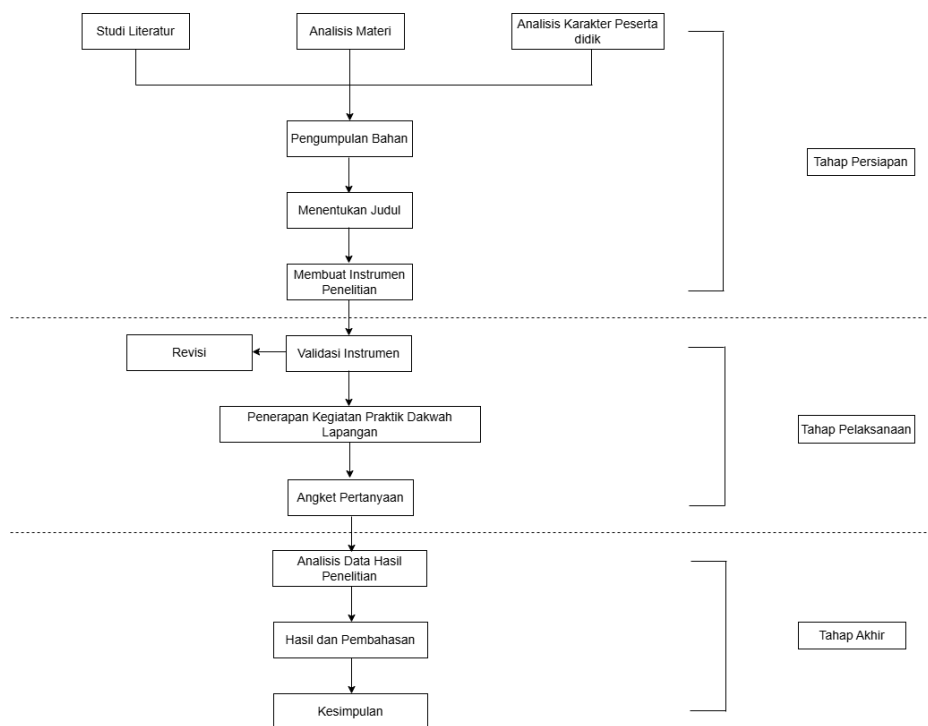 Studi Literatur
Analisis Materi
Analisis Karakter Peserta
didik
Pengumpulan Bahan
Tahap Persiapan
Menentukan Judul
Membuat Instrumen
Penelitian
Revisi
Validasi Instrumen
Penerapan Kegiatan Praktik Dakwah
Lapangan
Tahap Pelaksanaan
Angket Pertanyaan
Analisis Data Hasil
Penelitian
Hasil dan Pembahasan
Tahap Akhir
Kesimpulan